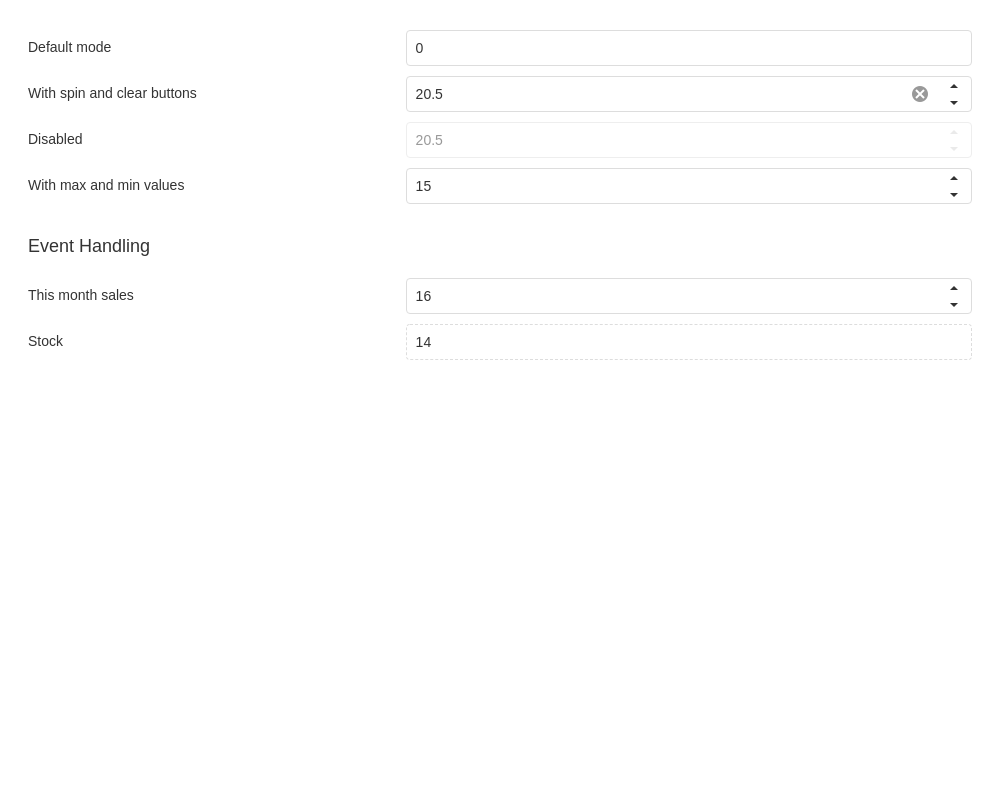 Default mode 0
With spin and clear buttons 20.5
Disabled 20.5
With max and min values 15
Event Handling
This month sales 16
Stock 14